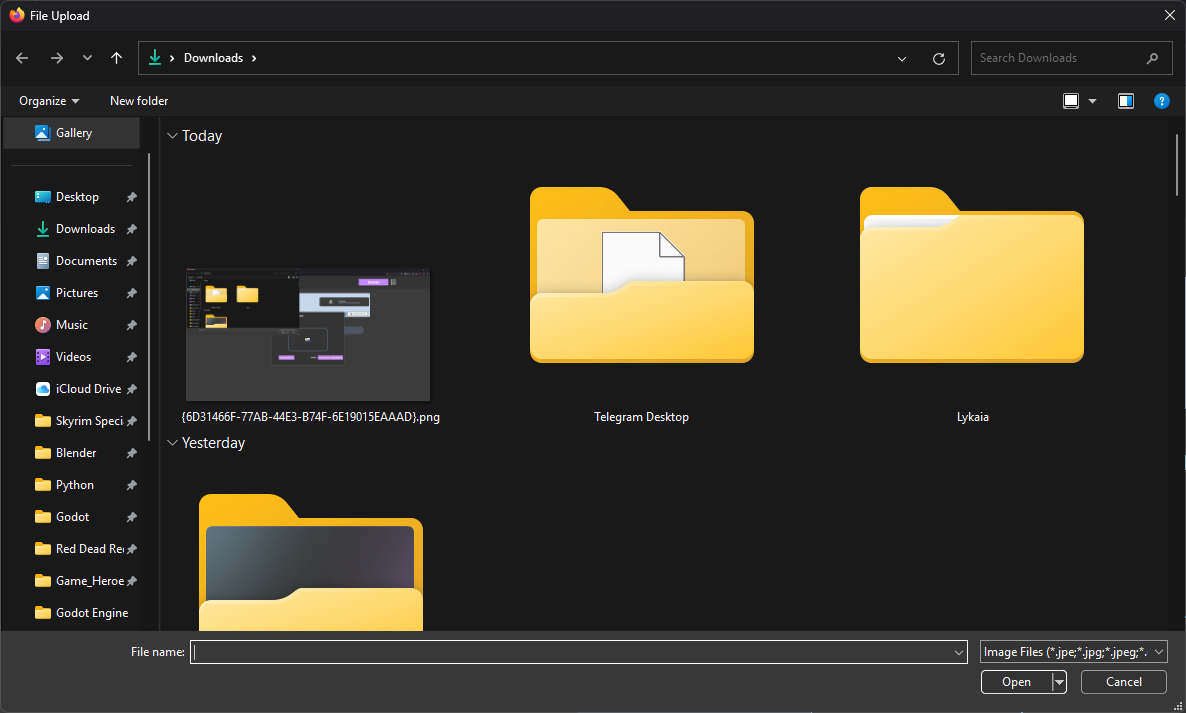 File Upload
Downloads
Search Downloads
Organize
New folder
Gallery
Today
Desktop
Downloads
Documents
Pictures
Music
Videos
iCloud Drive
Skyrim Speci
Blender
Python
Godot
Red Dead Re
Game_Heroe
Godot Engine
{6D31466F-77AB-44E3-B74F-6E19015EAAAD}.png
Telegram Desktop
Lykaia
Yesterday
File name:
Image Files (*.jpe;*.jpg;*.jpeg;*.
Open
Cancel